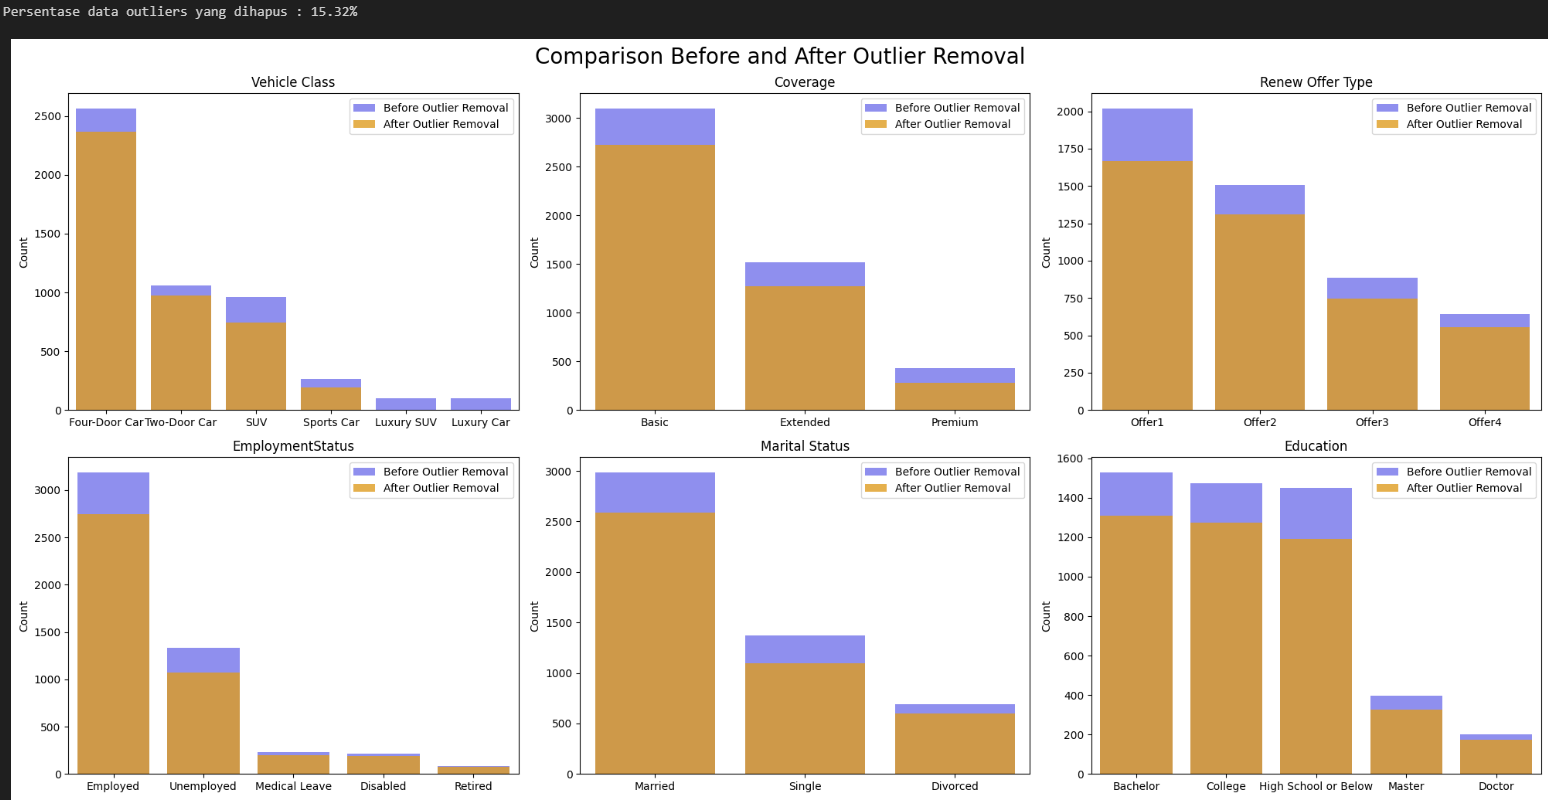 Persentase data outliers yang dihapus : 15.32%
Comparison Before and After Outlier Removal
Vehicle Class
Before Outlier Removal
After Outlier Removal
Count
2500
2000
1500
1000
500
0
Four-Door Car Two-Door Car SUV Sports Car Luxury SUV Luxury Car
Coverage
Before Outlier Removal
After Outlier Removal
Count
3000
2500
2000
1500
1000
500
0
Basic Extended Premium
Renew Offer Type
Before Outlier Removal
After Outlier Removal
Count
2000
1750
1500
1250
1000
750
500
250
0
Offer1 Offer2 Offer3 Offer4
EmploymentStatus
Before Outlier Removal
After Outlier Removal
Count
3000
2500
2000
1500
1000
500
0
Employed Unemployed Medical Leave Disabled Retired
Marital Status
Before Outlier Removal
After Outlier Removal
Count
3000
2500
2000
1500
1000
500
0
Married Single Divorced
Education
Before Outlier Removal
After Outlier Removal
Count
1600
1400
1200
1000
800
600
400
200
0
Bachelor College High School or Below Master Doctor